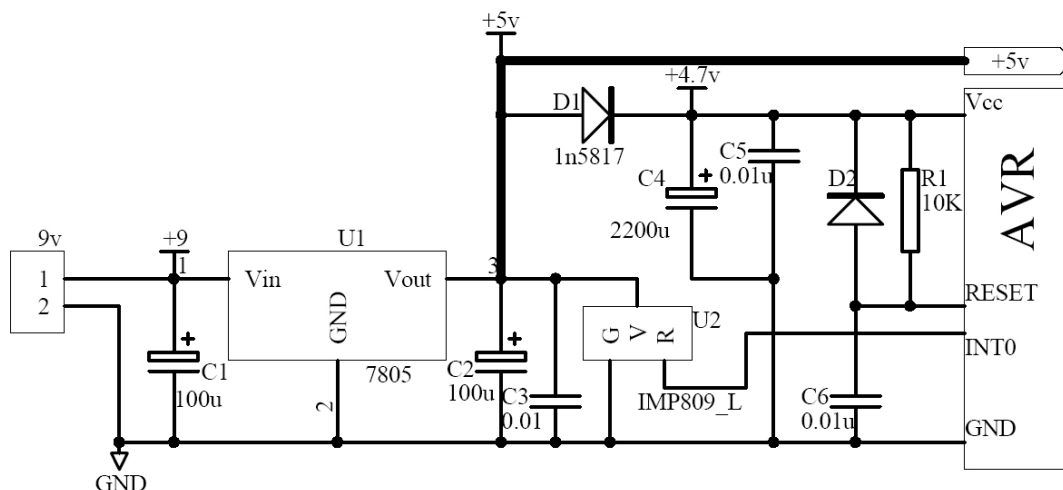 +5v
+5v
+4.7v
Vcc
D1
1n5817
C5
0.01u
C4
2200u
D2
R1
10K
AVR
9v
1
2
+9
1
U1
Vin
Vout
GND
7805
2
3
RESET
INT0
GND
U2
G
V
R
IMP809_L
C1
100u
C2
100u
C3
0.01
C6
0.01u
GND
+
+
+